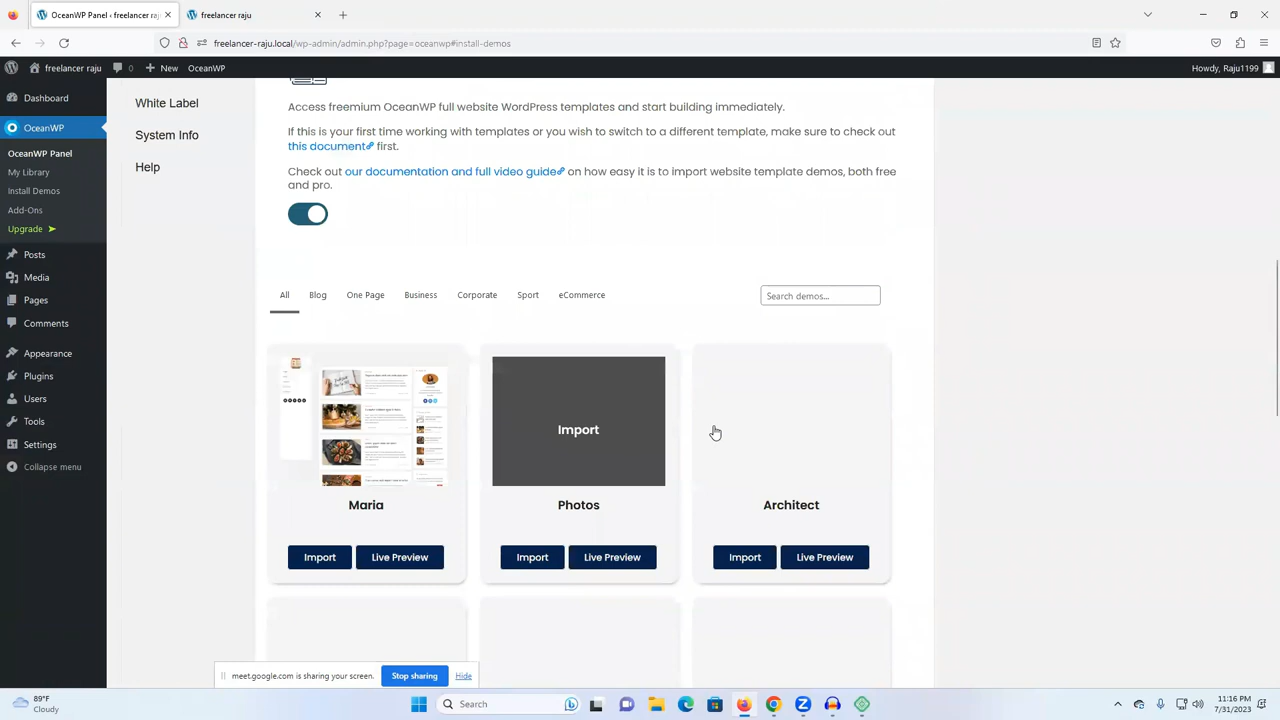 OceanWP Panel ‹ freelancer raj
freelancer raju
freelancer-raju.local/wp-admin/admin.php?page=oceanwp#install-demos
freelancer raju
0
New
OceanWP
Howdy, Raju1199
Dashboard
OceanWP
OceanWP Panel
My Library
Install Demos
Add-Ons
Upgrade ➤
Posts
Media
Pages
Comments
Appearance
Plugins
Users
Tools
Settings
Collapse menu
White Label
System Info
Help
Access freemium OceanWP full website WordPress templates and start building immediately.
If this is your first time working with templates or you wish to switch to a different template, make sure to check out
this document first.
Check out our documentation and full video guide on how easy it is to import website template demos, both free
and pro.
All Blog One Page Business Corporate Sport eCommerce
Search demos...
Import
Maria
Photos
Architect
Import Live Preview
Import Live Preview
Import Live Preview
meet.google.com is sharing your screen.
Stop sharing
Hide
89°F
Cloudy
Search
11:16 PM
7/31/2023